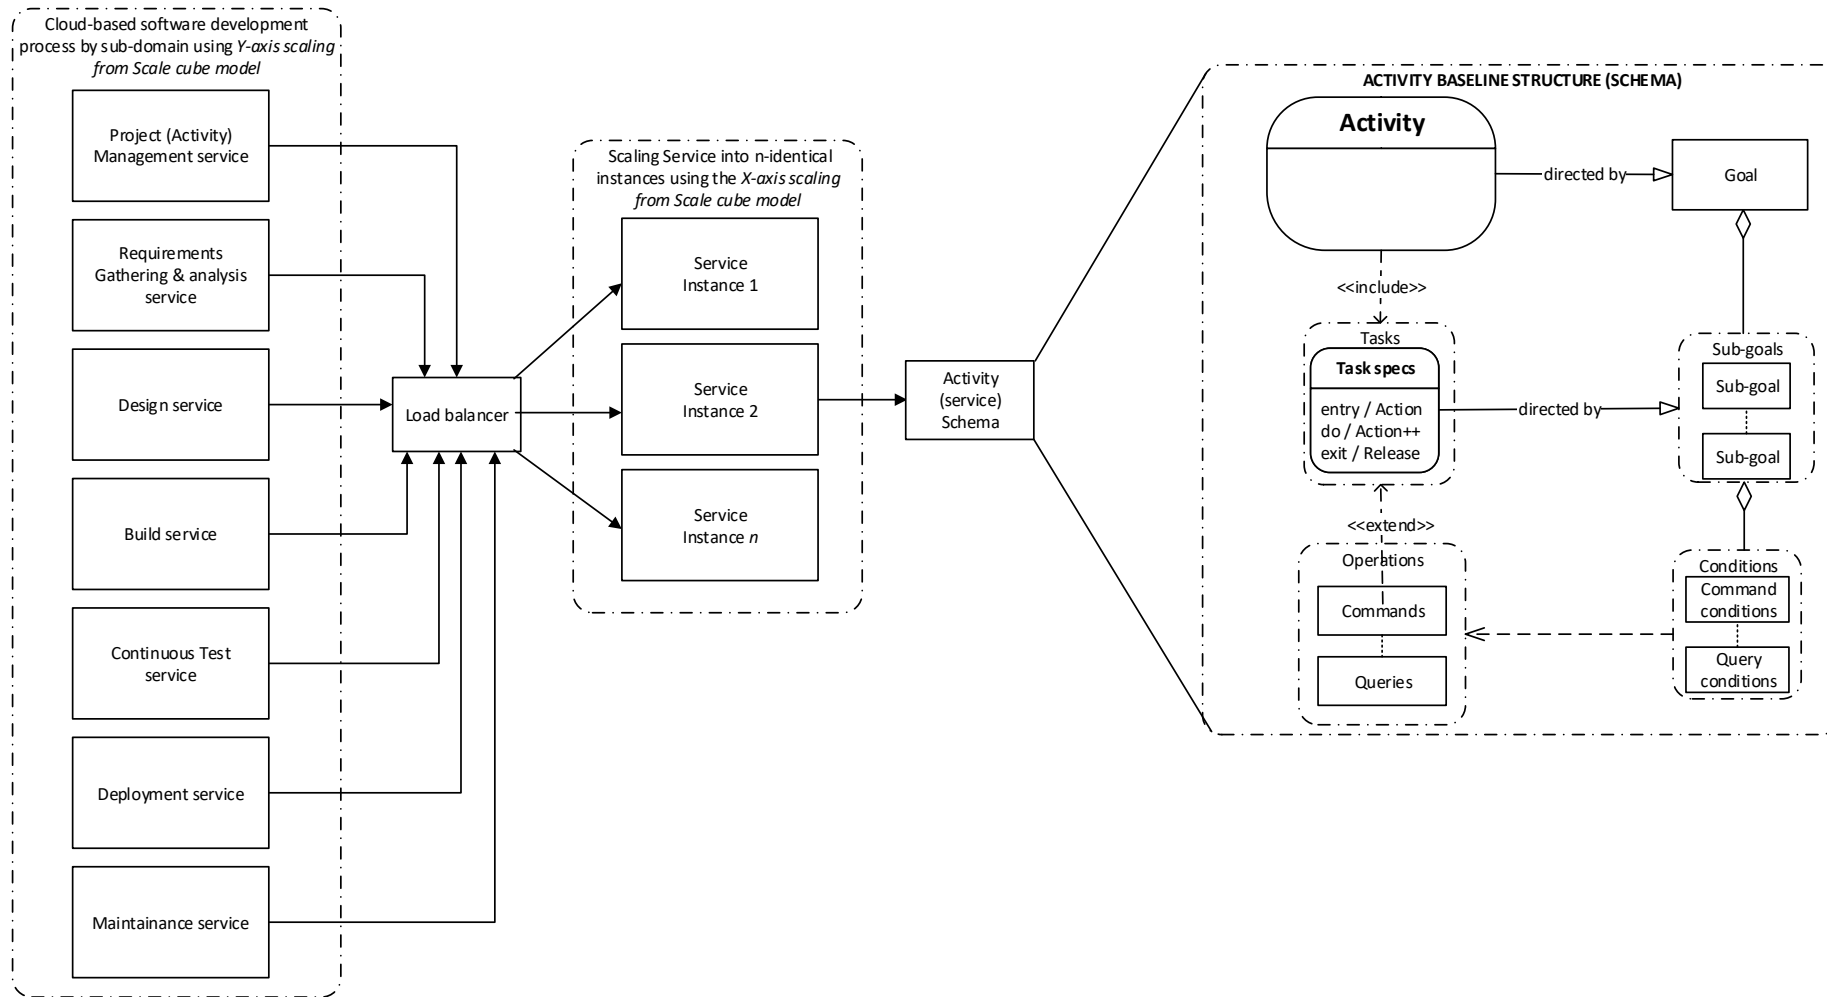 Cloud-based software development
process by sub-domain using Y-axis scaling
from Scale cube model
Project (Activity)
Management service
Requirements
Gathering & analysis
service
Design service
Build service
Continuous Test
service
Deployment service
Maintainance service
Load balancer
Scaling Service into n-identical
instances using the X-axis scaling
from Scale cube model
Service
Instance 1
Service
Instance 2
Service
Instance n
Activity
(service)
Schema
ACTIVITY BASELINE STRUCTURE (SCHEMA)
Activity
directed by
Goal
<<include>>
Tasks
Task specs
entry / Action
do / Action++
exit / Release
directed by
Sub-goals
Sub-goal
Sub-goal
<<extend>>
Operations
Commands
Queries
Conditions
Command
conditions
Query
conditions